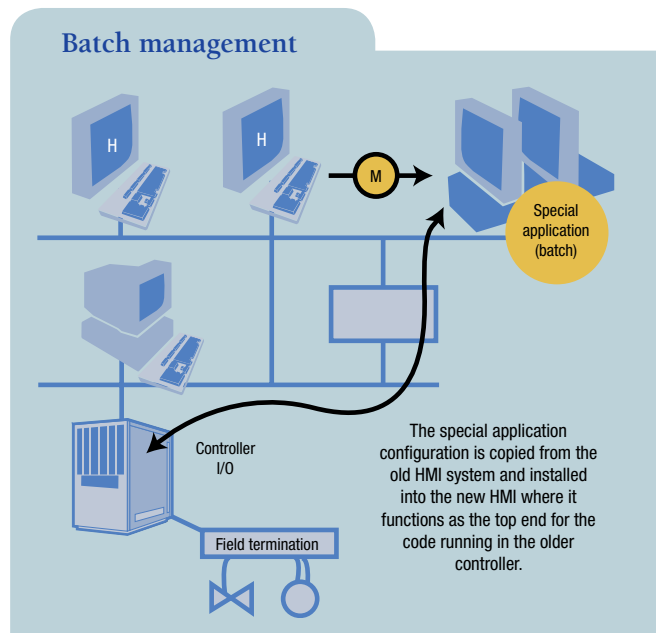 Batch management
H
H
M
Special
application
(batch)
Controller
I/O
The special application
configuration is copied from the
old HMI system and installed
into the new HMI where it
functions as the top end for the
code running in the older
controller.
Field termination